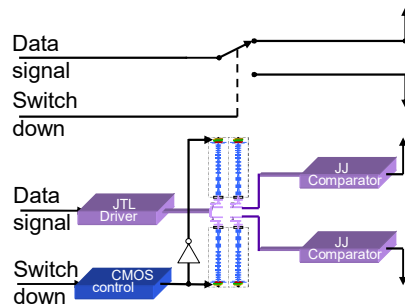 Data
signal
Switch
down
JJ
Comparator
Data
signal
JTL
Driver
JJ
Comparator
Switch
down
CMOS
control